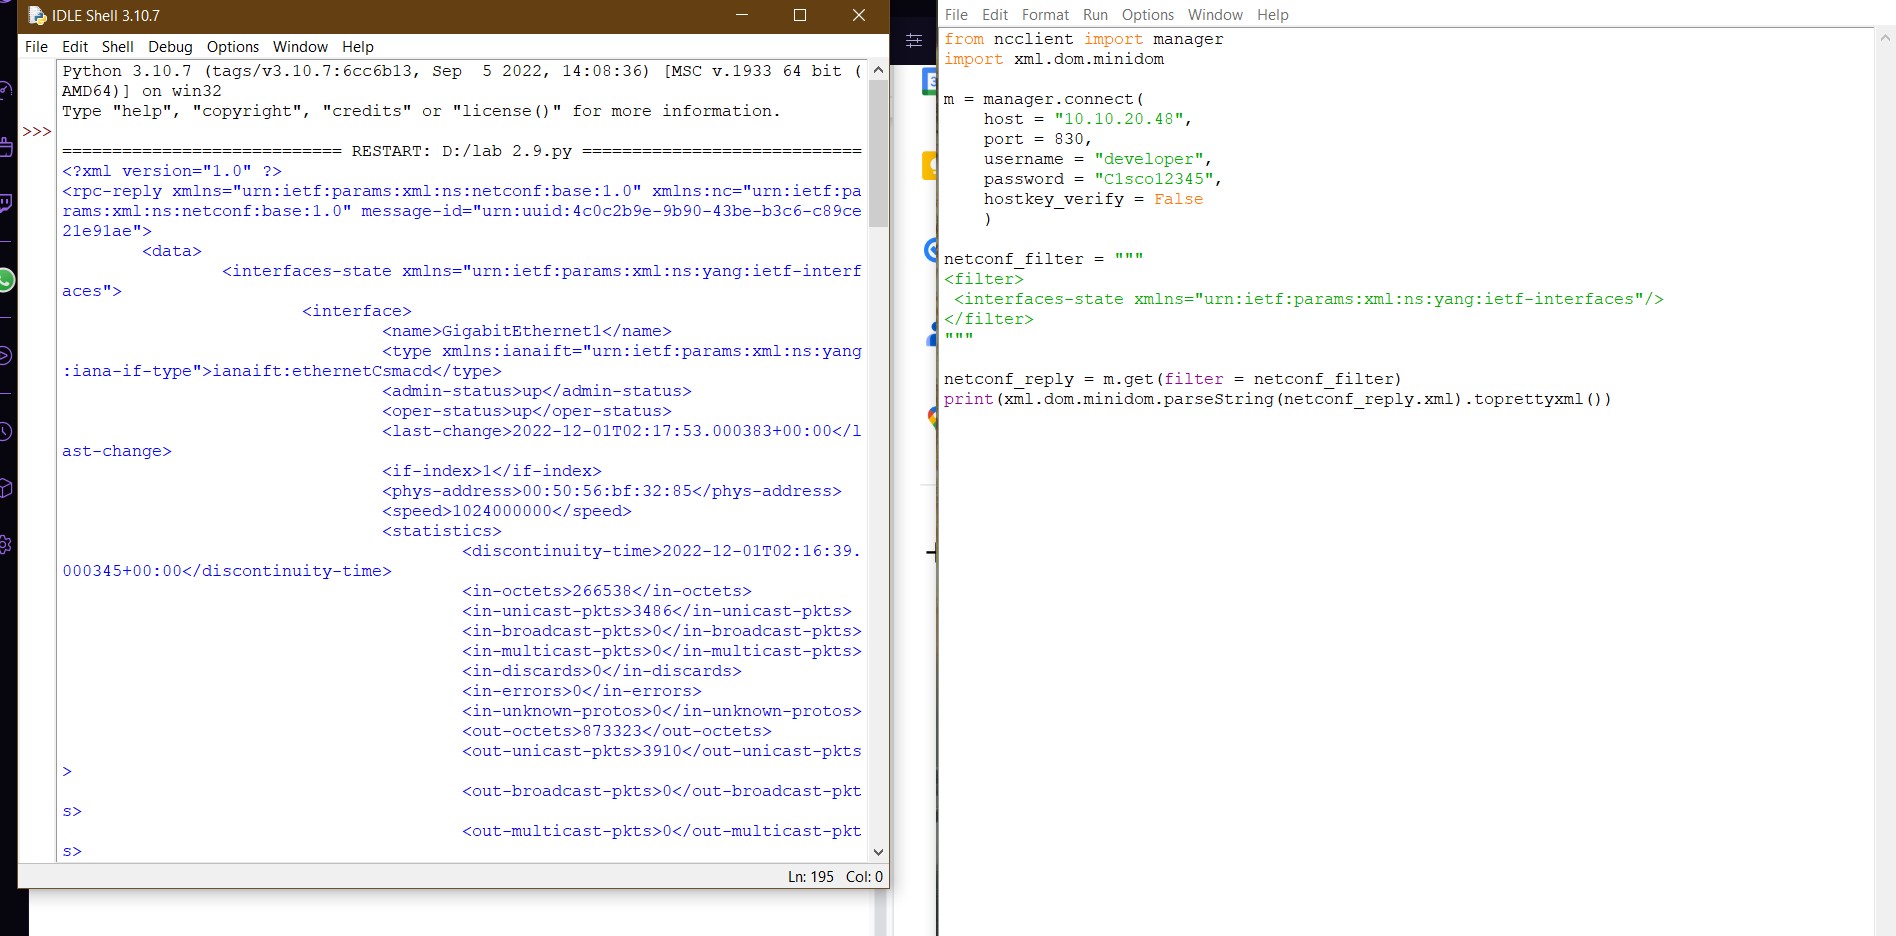 IDLE Shell 3.10.7
File Edit Shell Debug Options Window Help
Python 3.10.7 (tags/v3.10.7:6cc6b13, Sep  5 2022, 14:08:36) [MSC v.1933 64 bit (
AMD64)] on win32
Type "help", "copyright", "credits" or "license()" for more information.
>>>
============================ RESTART: D:/lab 2.9.py ============================
<?xml version="1.0" ?>
<rpc-reply xmlns="urn:ietf:params:xml:ns:netconf:base:1.0" xmlns:nc="urn:ietf:pa
rams:xml:ns:netconf:base:1.0" message-id="urn:uuid:4c0c2b9e-9b90-43be-b3c6-c89ce
21e91ae">
<data>
<interfaces-state xmlns="urn:ietf:params:xml:ns:yang:ietf-interf
aces">
<interface>
<name>GigabitEthernet1</name>
<type xmlns:ianaift="urn:ietf:params:xml:ns:yang
:iana-if-type">ianaift:ethernetCsmacd</type>
<admin-status>up</admin-status>
<oper-status>up</oper-status>
<last-change>2022-12-01T02:17:53.000383+00:00</l
ast-change>
<if-index>1</if-index>
<phys-address>00:50:56:bf:32:85</phys-address>
<speed>1024000000</speed>
<statistics>
<discontinuity-time>2022-12-01T02:16:39.
000345+00:00</discontinuity-time>
<in-octets>266538</in-octets>
<in-unicast-pkts>3486</in-unicast-pkts>
<in-broadcast-pkts>0</in-broadcast-pkts>
<in-multicast-pkts>0</in-multicast-pkts>
<in-discards>0</in-discards>
<in-errors>0</in-errors>
<in-unknown-protos>0</in-unknown-protos>
<out-octets>873323</out-octets>
<out-unicast-pkts>3910</out-unicast-pkts
>
<out-broadcast-pkts>0</out-broadcast-pkt
s>
<out-multicast-pkts>0</out-multicast-pkt
s>
Ln: 195 Col: 0
File Edit Format Run Options Window Help
from ncclient import manager
import xml.dom.minidom
m = manager.connect(
host = "10.10.20.48",
port = 830,
username = "developer",
password = "C1sco12345",
hostkey_verify = False
)
netconf_filter = """
<filter>
<interfaces-state xmlns="urn:ietf:params:xml:ns:yang:ietf-interfaces"/>
</filter>
"""
netconf_reply = m.get(filter = netconf_filter)
print(xml.dom.minidom.parseString(netconf_reply.xml).toprettyxml())